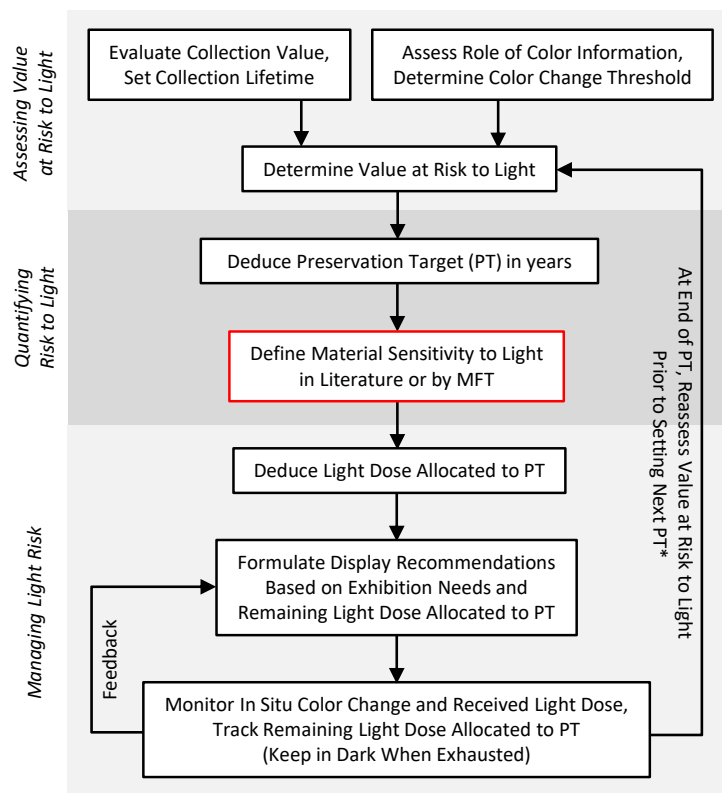 Assessing Value
at Risk to Light
Evaluate Collection Value,
Set Collection Lifetime
Assess Role of Color Information,
Determine Color Change Threshold
Determine Value at Risk to Light
Quantifying
Risk to Light
Deduce Preservation Target (PT) in years
Define Material Sensitivity to Light
in Literature or by MFT
Managing Light Risk
Deduce Light Dose Allocated to PT
Formulate Display Recommendations
Based on Exhibition Needs and
Remaining Light Dose Allocated to PT
Feedback
Monitor In Situ Color Change and Received Light Dose,
Track Remaining Light Dose Allocated to PT
(Keep in Dark When Exhausted)
At End of PT, Reassess Value at Risk to Light
Prior to Setting Next PT*